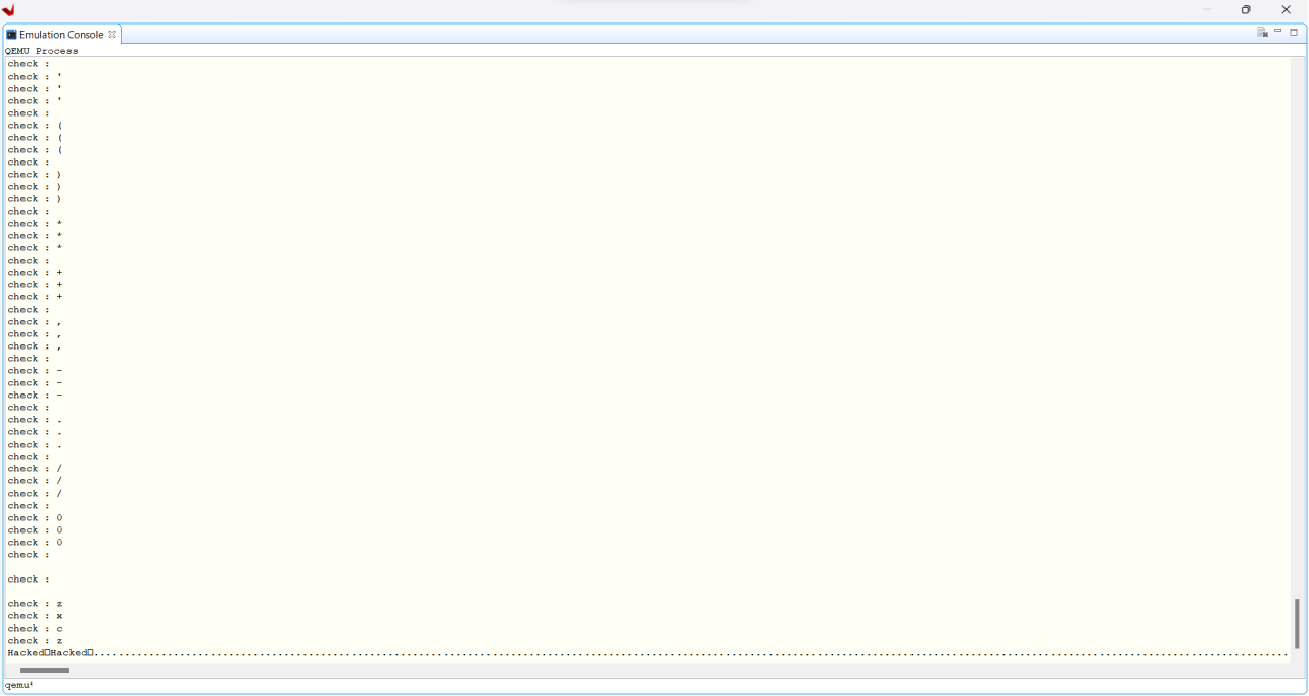 Emulation Console
QEMU Process
check :
check : '
check : '
check : '
check :
check : (
check : (
check : (
check :
check : )
check : )
check : )
check :
check : *
check : *
check : *
check :
check : +
check : +
check : +
check :
check : ,
check : ,
check : ,
check :
check : -
check : -
check : -
check :
check : .
check : .
check : .
check :
check : /
check : /
check : /
check :
check : 0
check : 0
check : 0
check :
check :
check : z
check : x
check : c
check : z
Hacked□Hacked□................................................................................................................................................................................................
qemu⁴